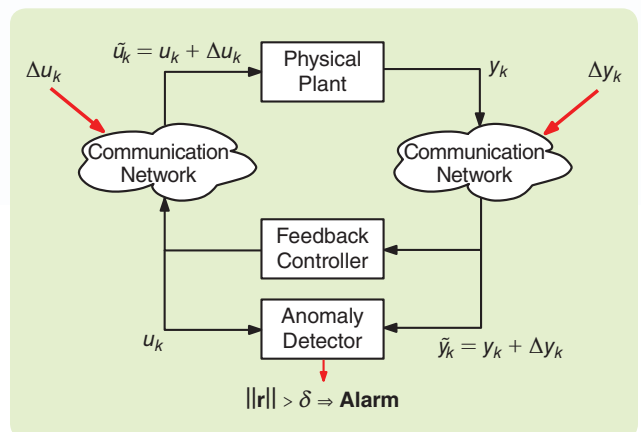 ũₖ = uₖ + Δuₖ
Δuₖ
Physical
Plant
yₖ
Δyₖ
Communication
Network
Communication
Network
Feedback
Controller
Anomaly
Detector
uₖ
ỹₖ = yₖ + Δyₖ
||r|| > δ ⇒ Alarm